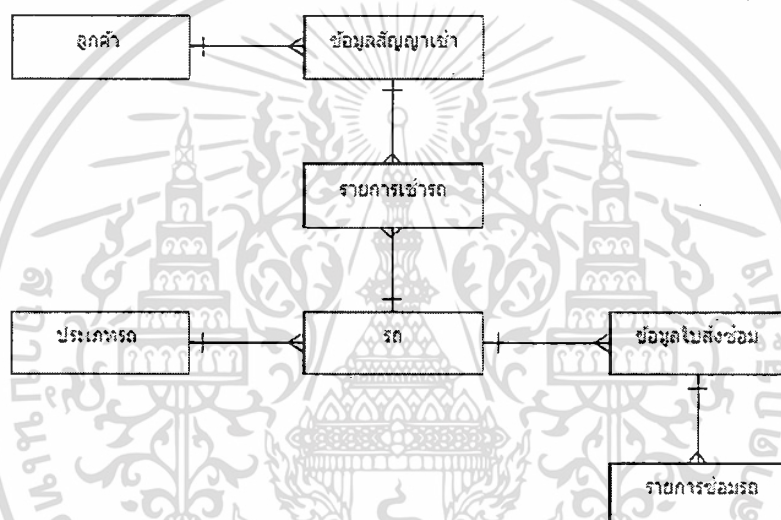 ลูกค้า
ข้อมูลสัญญาเช่า
รายการเช่ารถ
ประเภทรถ
รถ
ข้อมูลใบสั่งซ่อม
รายการซ่อมรถ